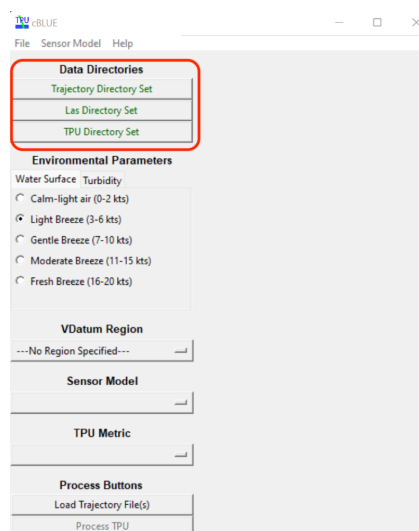 TPU cBLUE
File Sensor Model Help
Data Directories
Trajectory Directory Set
Las Directory Set
TPU Directory Set
Environmental Parameters
Water Surface Turbidity
Calm-light air (0-2 kts)
Light Breeze (3-6 kts)
Gentle Breeze (7-10 kts)
Moderate Breeze (11-15 kts)
Fresh Breeze (16-20 kts)
VDatum Region
---No Region Specified---
Sensor Model
TPU Metric
Process Buttons
Load Trajectory File(s)
Process TPU